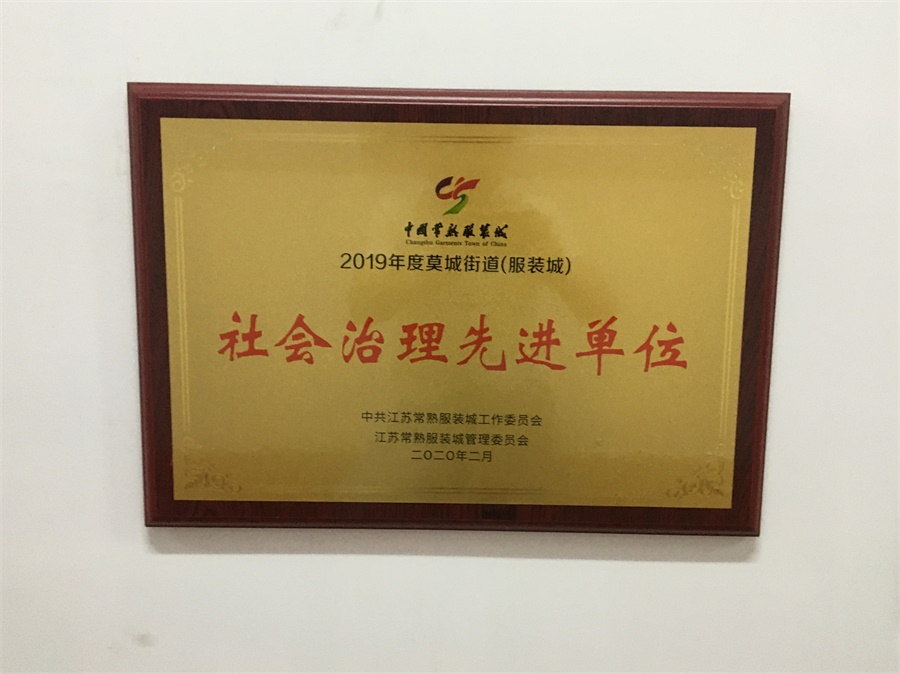 中国常熟服装城
Changshu Garments Town of China
2019年度莫城街道(服装城)
社会治理先进单位
中共江苏常熟服装城工作委员会
江苏常熟服装城管理委员会
二〇二〇年二月